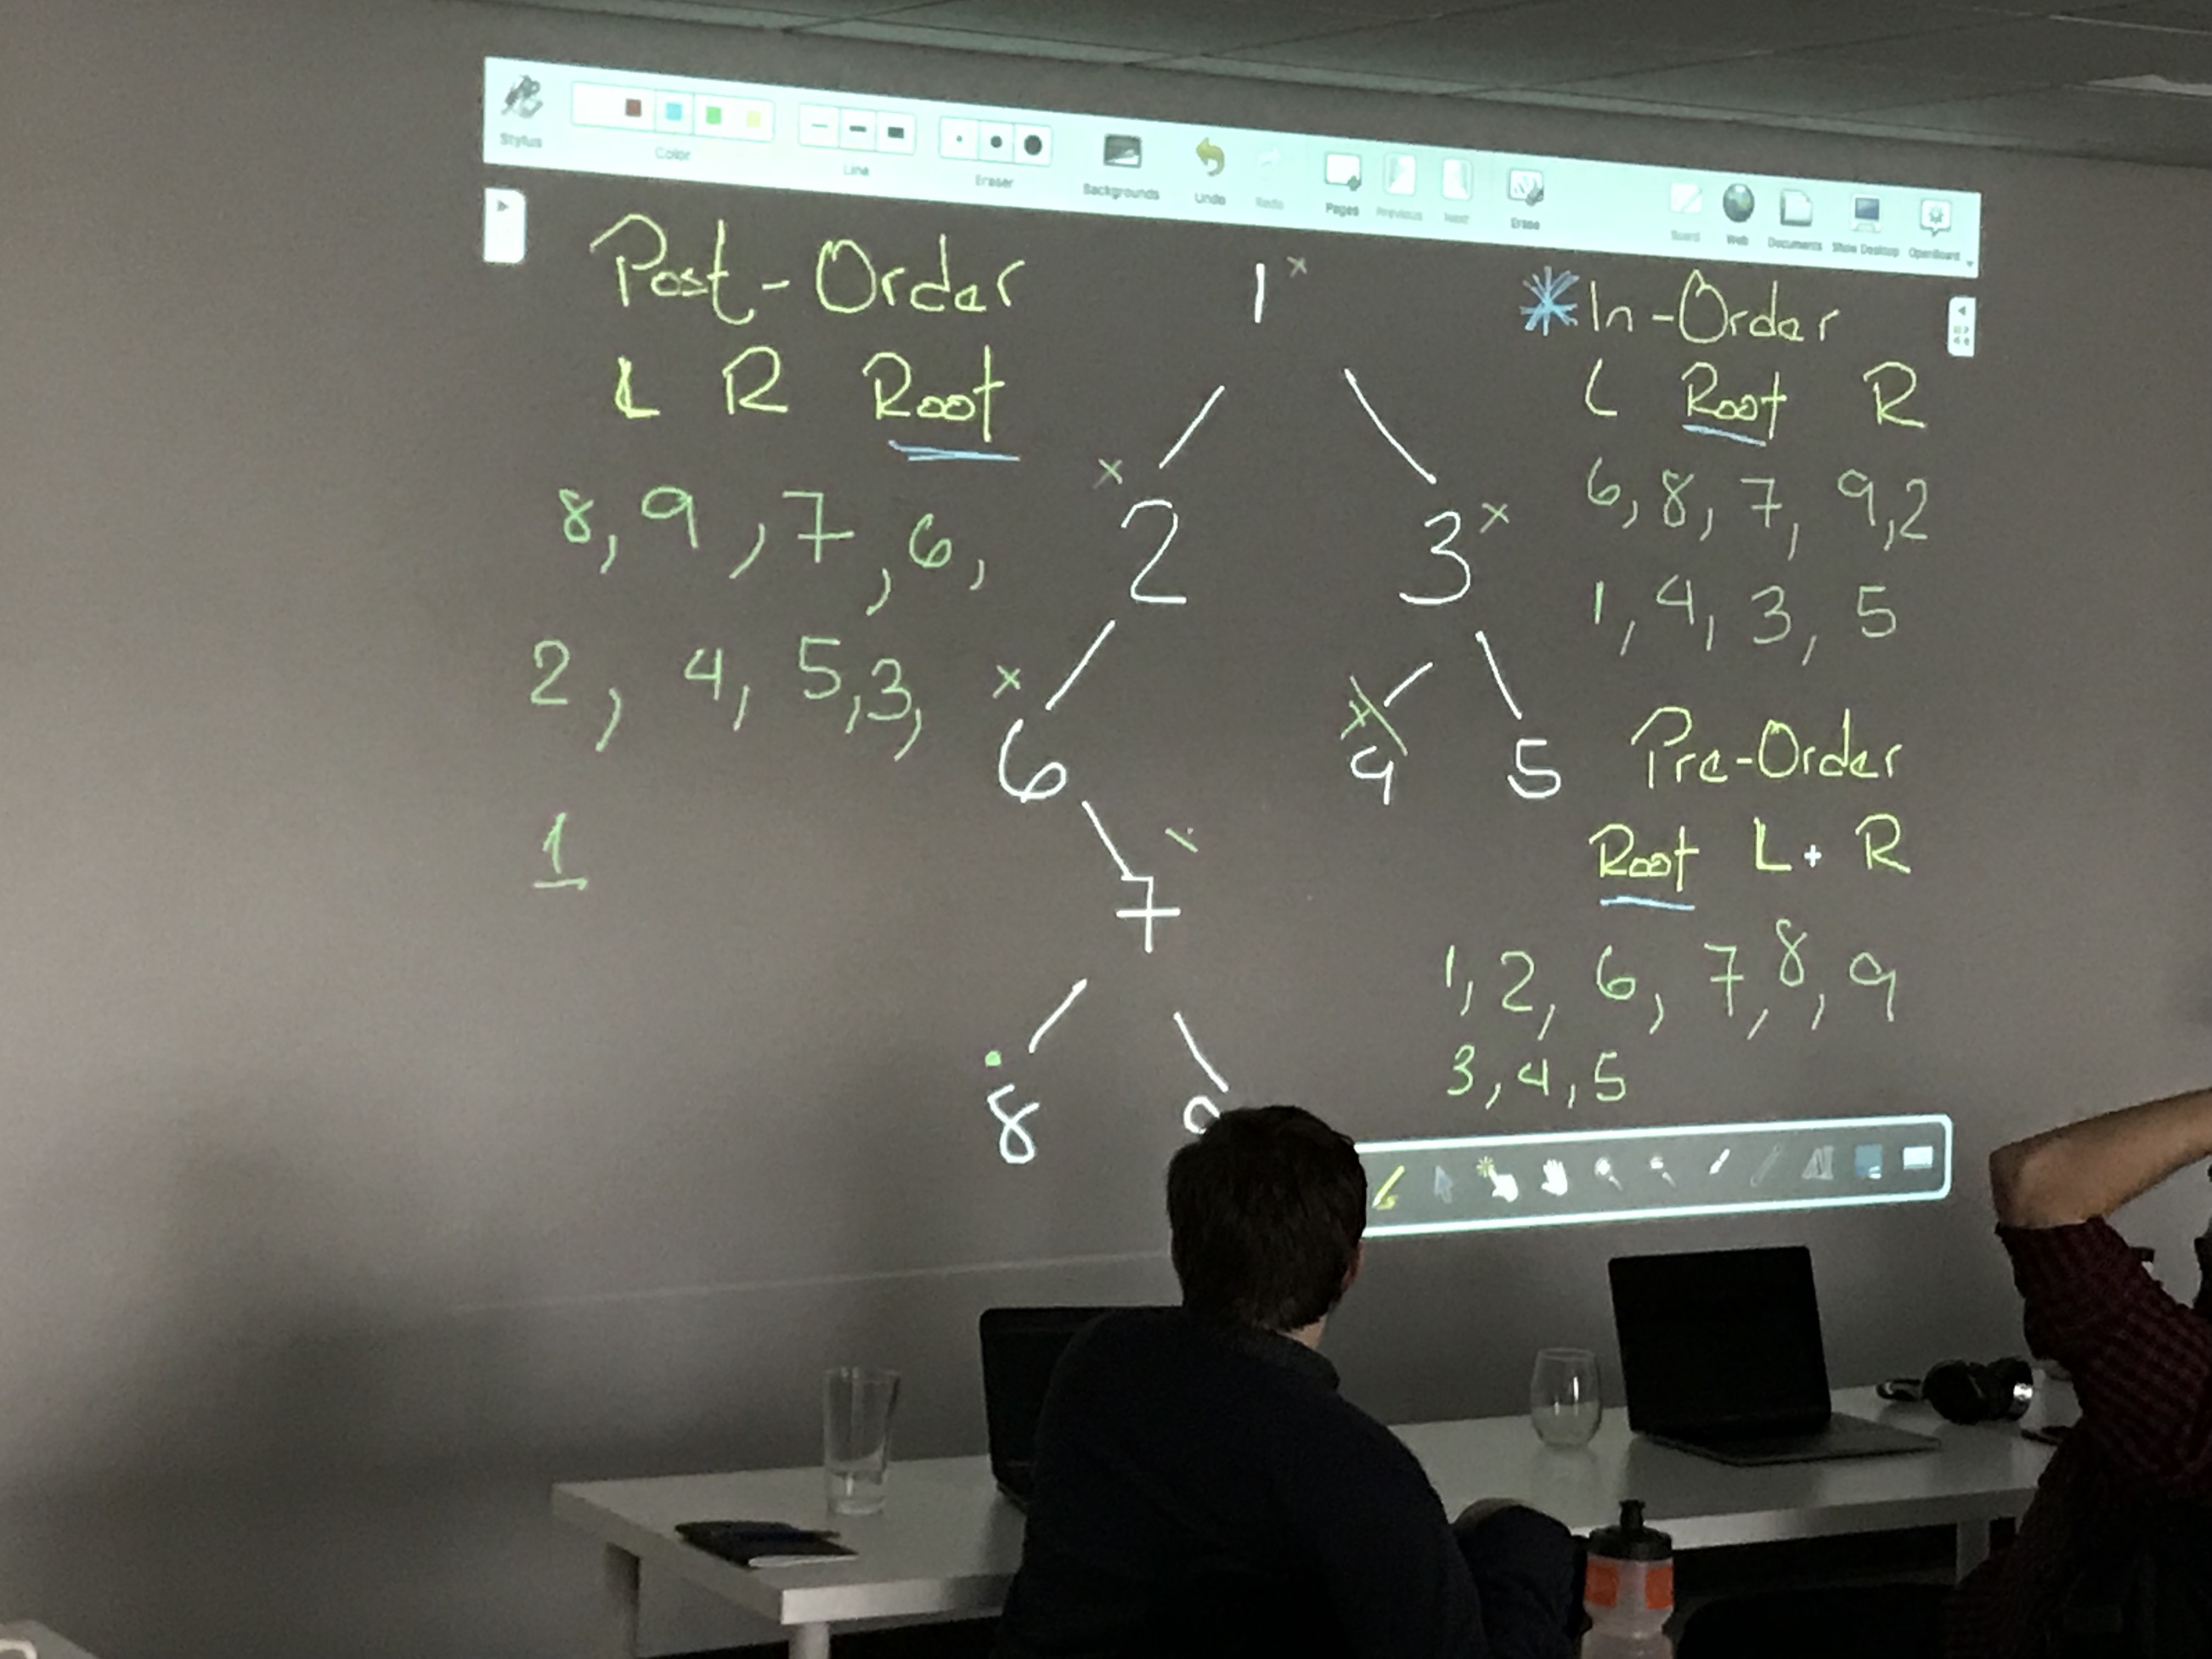 Stylus Color Line Eraser Backgrounds Undo Redo Pages Previous Next Erase Board Web Documents Show Desktop OpenBoard
Post-Order
L R Root
8, 9, 7, 6,
2, 4, 5, 3,
1
1 x
x 2
3 x
x 6
x 4
5
7
8
*In-Order
L Root R
6, 8, 7, 9, 2
1, 4, 3, 5
Pre-Order
Root L + R
1, 2, 6, 7, 8, 9
3, 4, 5